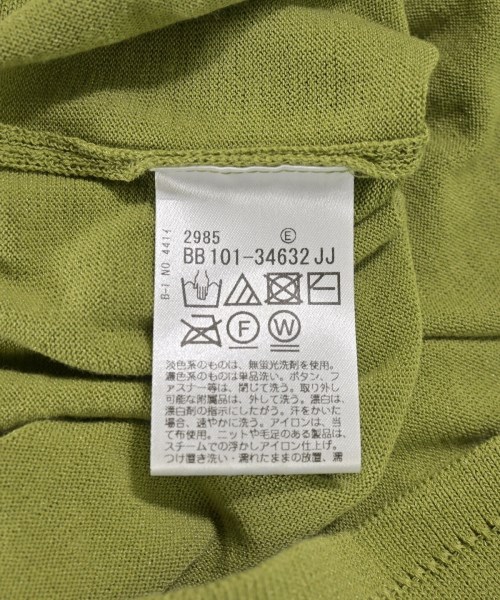 2985 E
BB 101-34632 JJ
B-1 NO.4414
F W
淡色系のものは、無蛍光洗剤を使用。
濃色系のものは単品洗い。ボタン、フ
ァスナー等は、閉じて洗う。取り外し
可能な附属品は、外して洗う。漂白は、
漂白剤の指示にしたがう。汗をかいた
場合、速やかに洗う。アイロンは、当
て布使用。ニットや毛足のある製品は、
スチームでの浮かしアイロン仕上げ。
つけ置き洗い・濡れたままの放置、濡